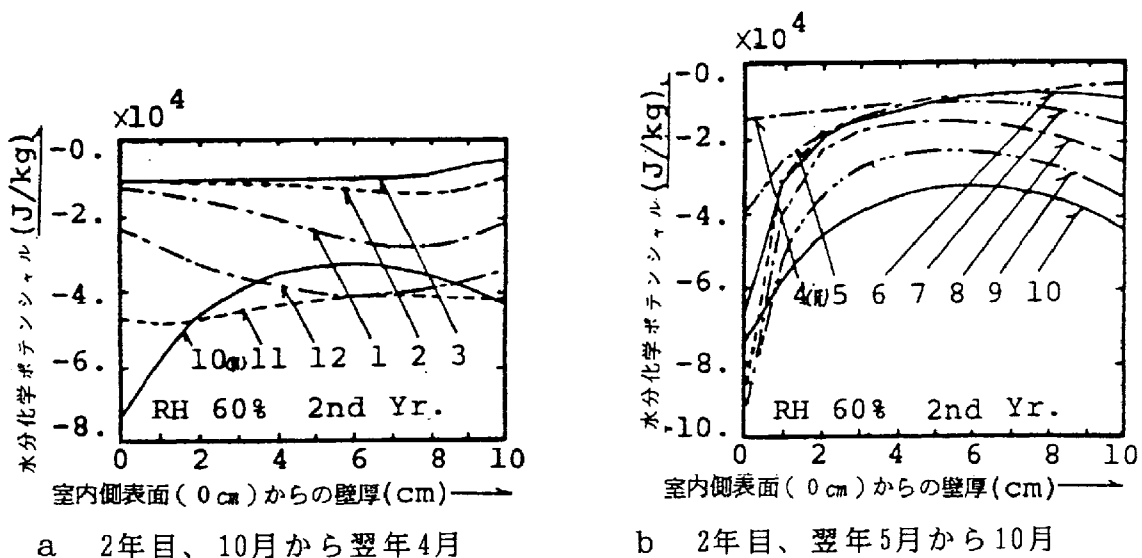 ×10⁴
水分化学ポテンシャル(J/kg)
-0.
-2.
-4.
-6.
-8.
10(月)11 12 1 2 3
RH 60% 2nd Yr.
0 2 4 6 8 10
室内側表面(0cm)からの壁厚(cm)→
a 2年目、10月から翌年4月
×10⁴
水分化学ポテンシャル(J/kg)
-0.
-2.
-4.
-6.
-8.
-10.
4(月)5 6 7 8 9 10
RH 60% 2nd Yr.
0 2 4 6 8 10
室内側表面(0cm)からの壁厚(cm)→
b 2年目、翌年5月から10月